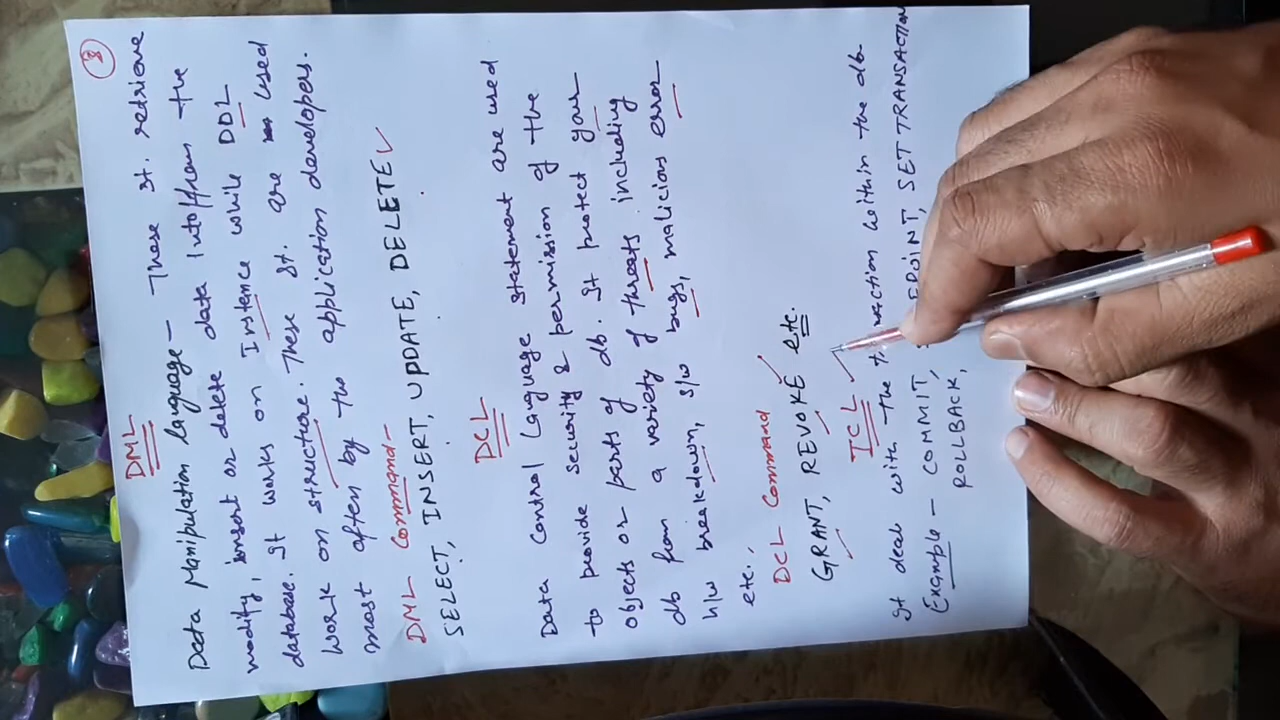 3
DML
Data Manipulation language - These st. retrieve
modify, insert or delete data into/from the
database. It works on Instence while DDL
work on structure. These St. are used
most often by the application developers.
DML Command -
SELECT, INSERT, UPDATE, DELETE
DCL
Data Control Language statement are used
to provide security & permission of the
objects or parts of db. It protect your
db from a variety of threats including
h/w breakdown, s/w bugs, malicious error
etc.
DCL Command
GRANT, REVOKE etc.
TCL
It deal with the within the db
Example - COMMIT, SET TRANSACTION
ROLLBACK,